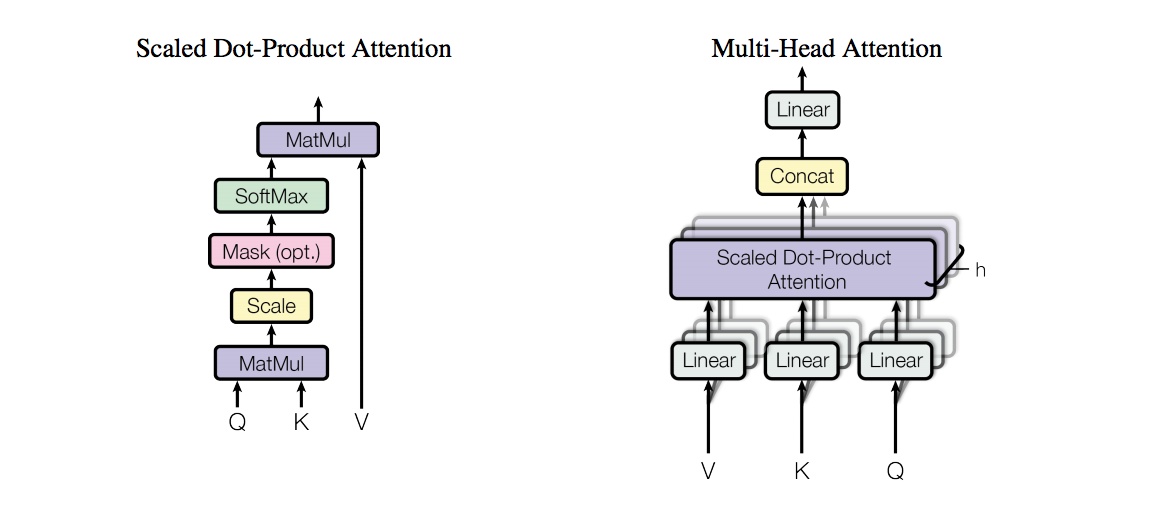 Scaled Dot-Product Attention
MatMul
SoftMax
Mask (opt.)
Scale
MatMul
Q K V
Multi-Head Attention
Linear
Concat
Scaled Dot-Product
Attention
h
Linear Linear Linear
V K Q